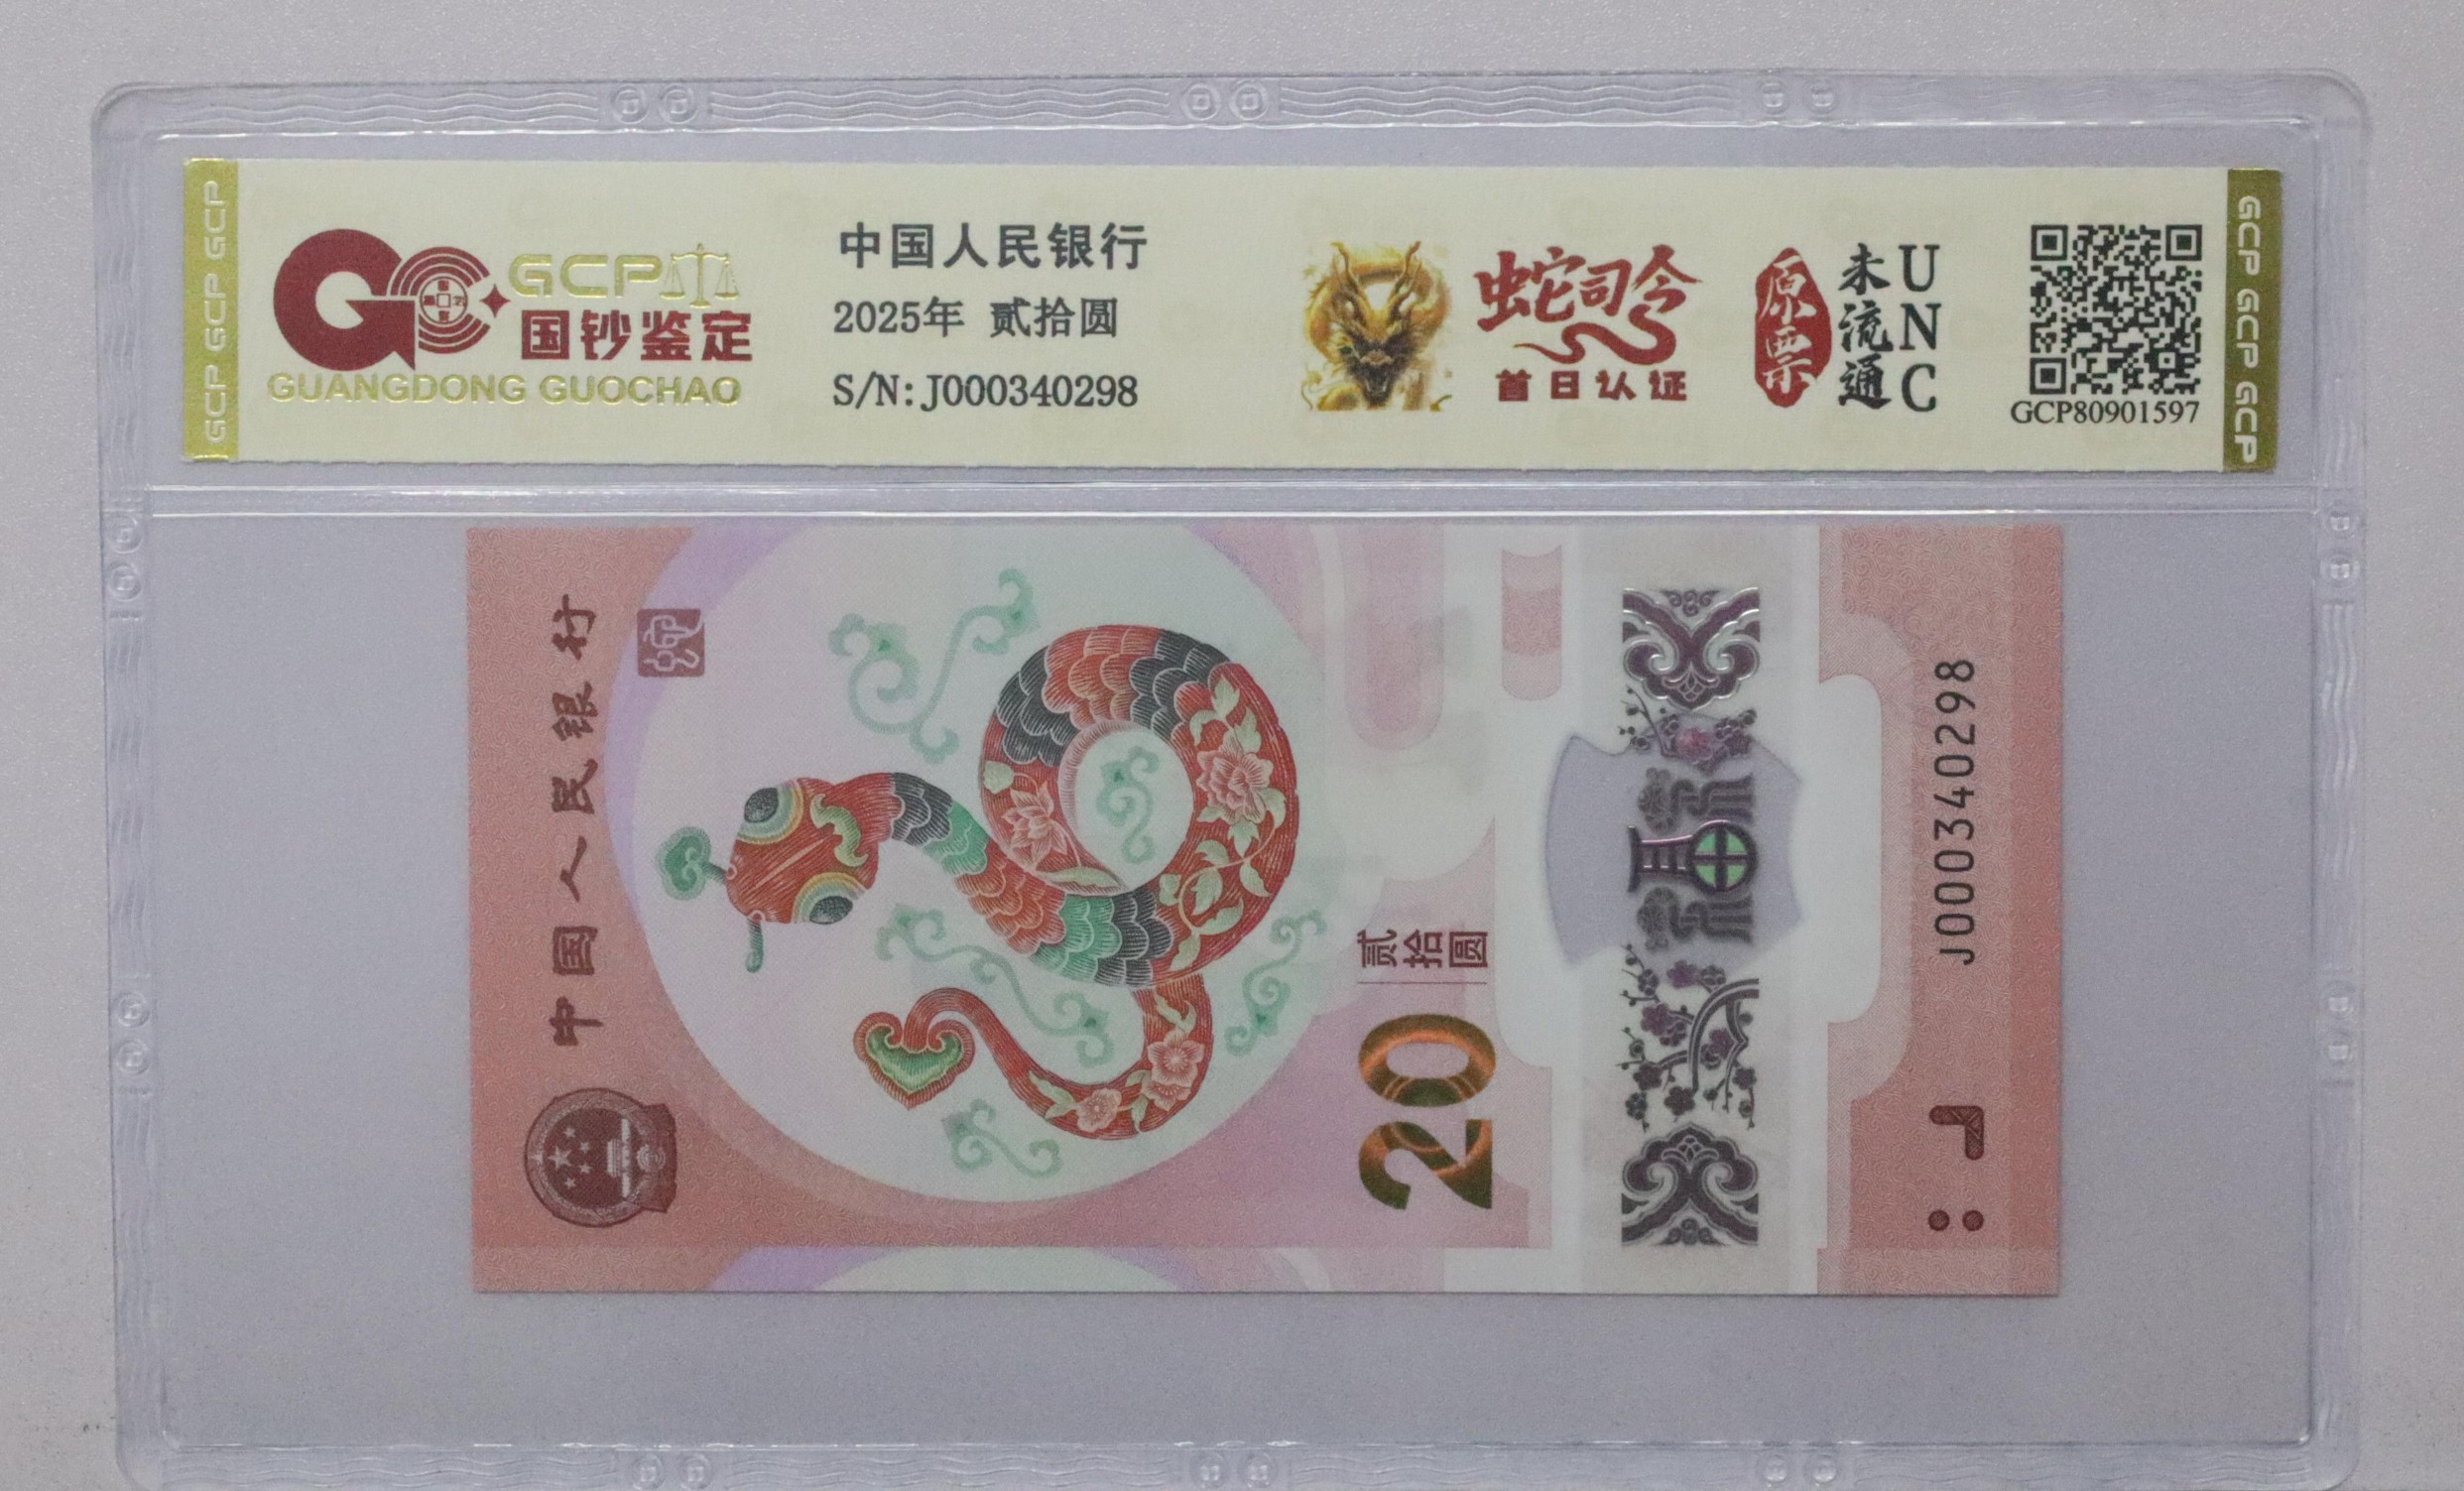 GCP GCP GCP
GCP
国钞鉴定
GUANGDONG GUOCHAO
中国人民银行
2025年 贰拾圆
S/N: J000340298
蛇司令
首日认证
原票
未流通
UNC
GCP80901597
GCP GCP GCP
中国人民银行
贰拾圆
20
J000340298